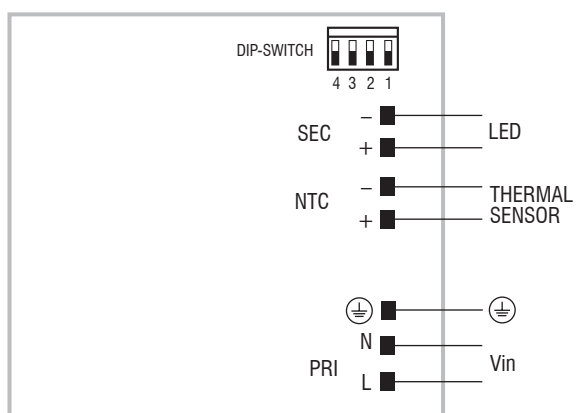 DIP-SWITCH
4 3 2 1
SEC
–
+
LED
NTC
–
+
THERMAL
SENSOR
PRI
N
L
Vin